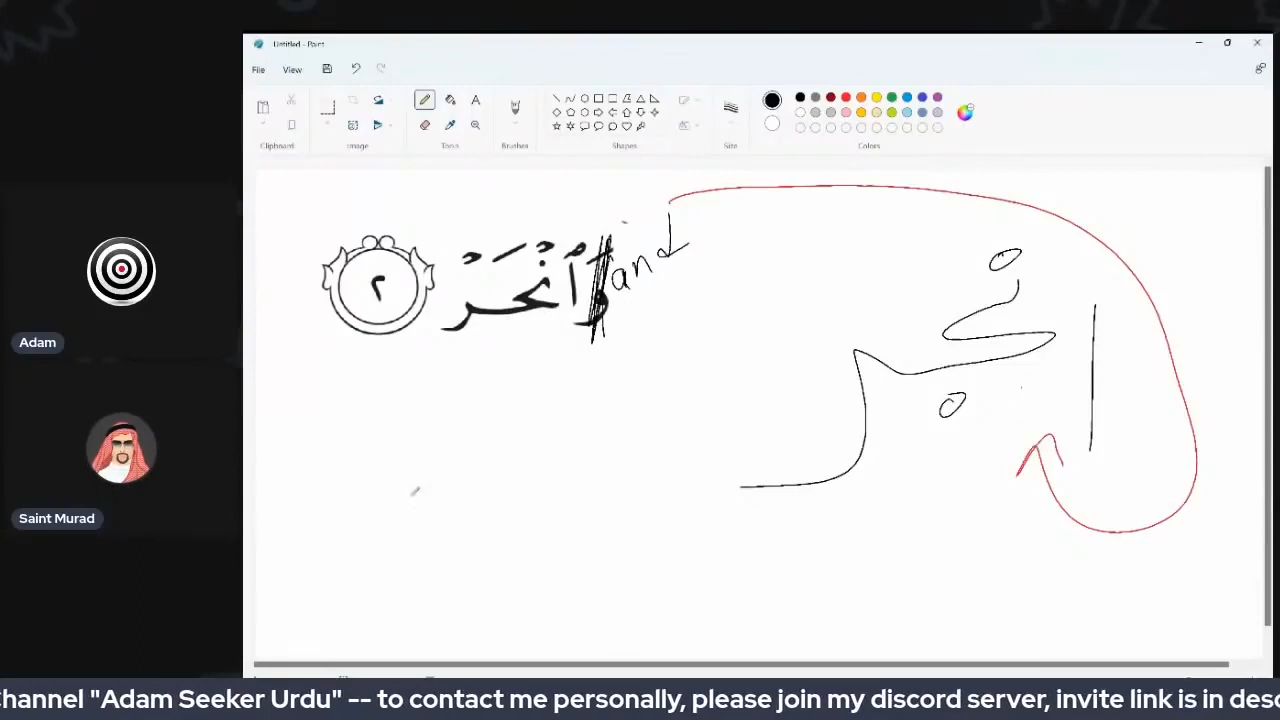 Untitled - Paint
File View
Clipboard Image Tools Brushes Shapes Size Colors
وَٱنۡحَرۡ ٢
and
Adam
Saint Murad
Channel "Adam Seeker Urdu" -- to contact me personally, please join my discord server, invite link is in desc